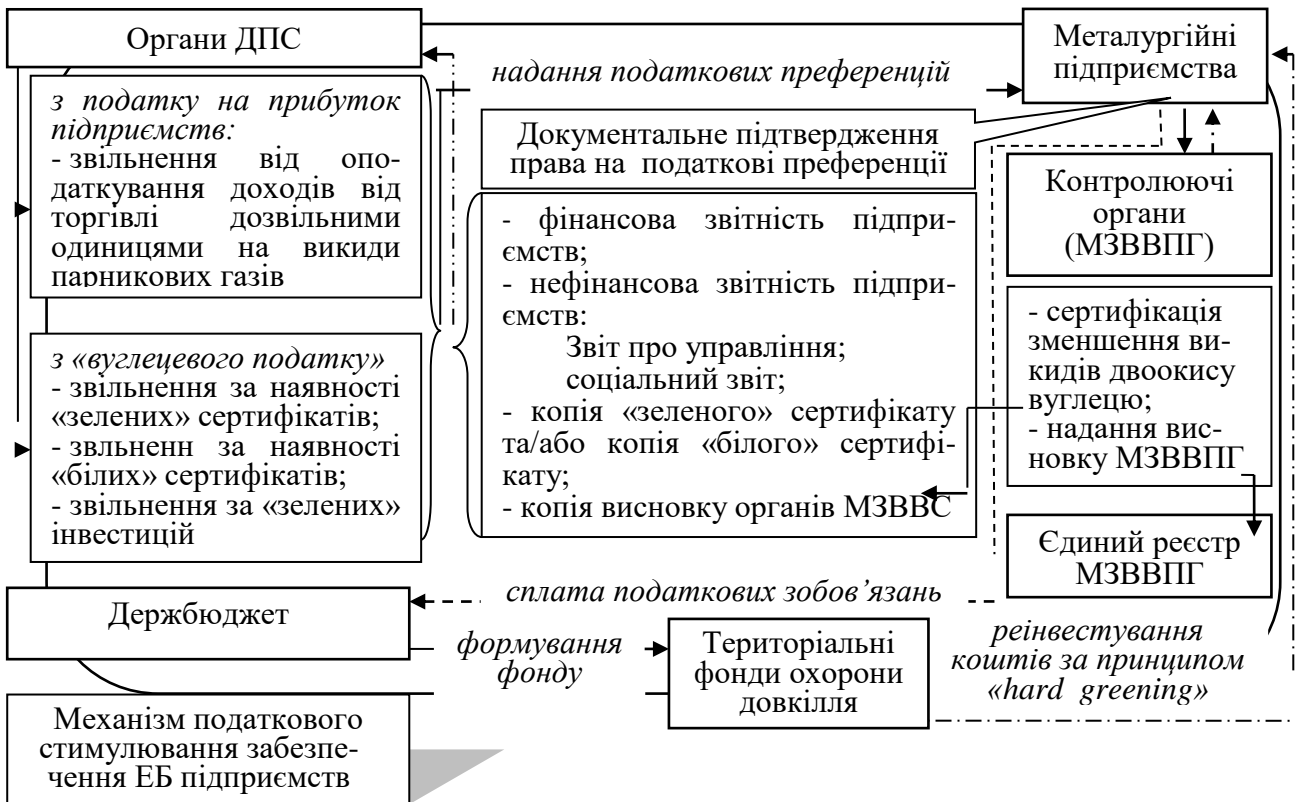 Органи ДПС
Металургійні
підприємства
надання податкових преференцій
з податку на прибуток
підприємств:
- звільнення від опо-
даткування доходів від
торгівлі дозвільними
одиницями на викиди
парникових газів
Документальне підтвердження
права на податкові преференції
Контролюючі
органи
(МЗВВПГ)
- фінансова звітність підпри-
ємств;
- нефінансова звітність підпри-
ємств:
Звіт про управління;
соціальний звіт;
- копія «зеленого» сертифікату
та/або копія «білого» сертифі-
кату;
- копія висновку органів МЗВВС
з «вуглецевого податку»
- звільнення за наявності
«зелених» сертифікатів;
- звльненн за наявності
«білих» сертифікатів;
- звільнення за «зелених»
інвестицій
- сертифікація
зменшення ви-
кидів двоокису
вуглецю;
- надання вис-
новку МЗВВПГ
Єдиний реєстр
МЗВВПГ
Держбюджет
сплата податкових зобов’язань
формування
фонду
Територіальні
фонди охорони
довкілля
реінвестування
коштів за принципом
«hard greening»
Механізм податкового
стимулювання забезпе-
чення ЕБ підприємств